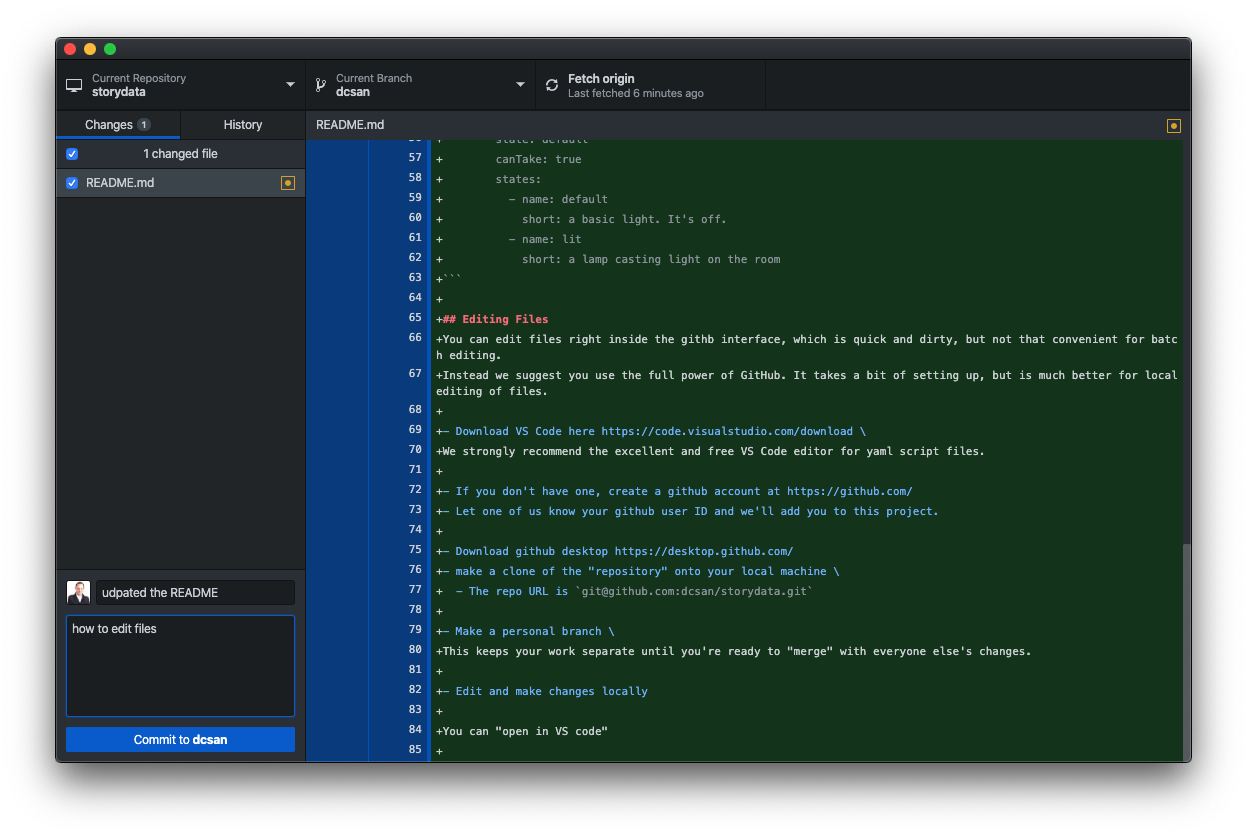 Current Repository
storydata
Current Branch
dcsan
Fetch origin
Last fetched 6 minutes ago
Changes 1
History
1 changed file
README.md
README.md
56 + state: default
57 + canTake: true
58 + states:
59 + - name: default
60 + short: a basic light. It's off.
61 + - name: lit
62 + short: a lamp casting light on the room
63 +```
64 +
65 +## Editing Files
66 +You can edit files right inside the githb interface, which is quick and dirty, but not that convenient for batc
h editing.
67 +Instead we suggest you use the full power of GitHub. It takes a bit of setting up, but is much better for local
editing of files.
68 +
69 +- Download VS Code here https://code.visualstudio.com/download \
70 +We strongly recommend the excellent and free VS Code editor for yaml script files.
71 +
72 +- If you don't have one, create a github account at https://github.com/
73 +- Let one of us know your github user ID and we'll add you to this project.
74 +
75 +- Download github desktop https://desktop.github.com/
76 +- make a clone of the "repository" onto your local machine \
77 + - The repo URL is `git@github.com:dcsan/storydata.git`
78 +
79 +- Make a personal branch \
80 +This keeps your work separate until you're ready to "merge" with everyone else's changes.
81 +
82 +- Edit and make changes locally
83 +
84 +You can "open in VS code"
85 +
udpated the README
how to edit files
Commit to dcsan